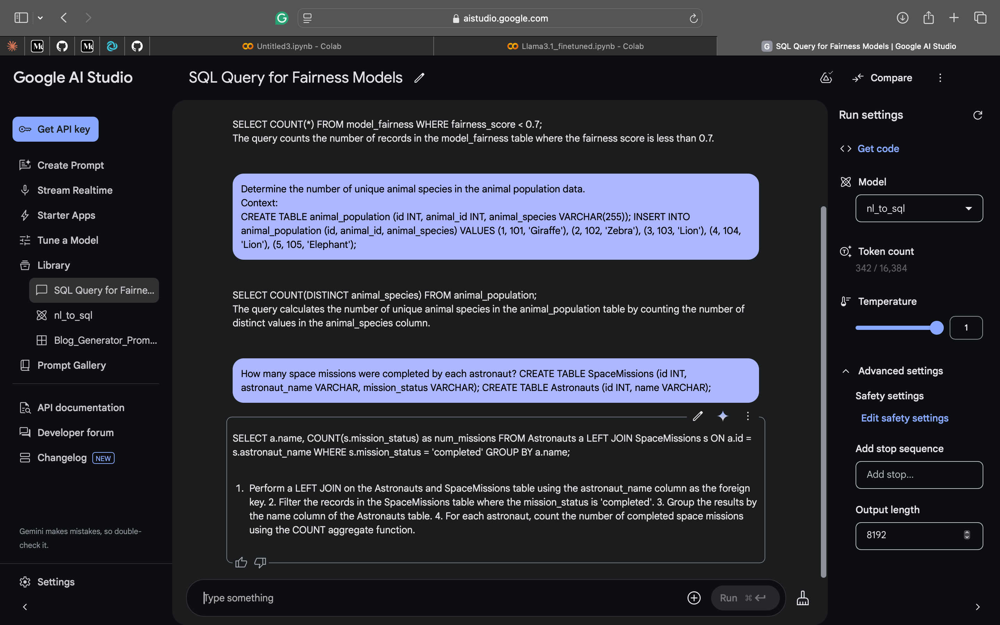 aistudio.google.com
Untitled3.ipynb - Colab
Llama3.1_finetuned.ipynb - Colab
G SQL Query for Fairness Models | Google AI Studio
Google AI Studio
SQL Query for Fairness Models
Compare
Get API key
Create Prompt
Stream Realtime
Starter Apps
Tune a Model
Library
SQL Query for Fairne...
nl_to_sql
Blog_Generator_Prom...
Prompt Gallery
API documentation
Developer forum
Changelog NEW
Gemini makes mistakes, so double-
check it.
Settings
SELECT COUNT(*) FROM model_fairness WHERE fairness_score < 0.7;
The query counts the number of records in the model_fairness table where the fairness score is less than 0.7.
Determine the number of unique animal species in the animal population data.
Context:
CREATE TABLE animal_population (id INT, animal_id INT, animal_species VARCHAR(255)); INSERT INTO
animal_population (id, animal_id, animal_species) VALUES (1, 101, 'Giraffe'), (2, 102, 'Zebra'), (3, 103, 'Lion'), (4, 104,
'Lion'), (5, 105, 'Elephant');
SELECT COUNT(DISTINCT animal_species) FROM animal_population;
The query calculates the number of unique animal species in the animal_population table by counting the number of
distinct values in the animal_species column.
How many space missions were completed by each astronaut? CREATE TABLE SpaceMissions (id INT,
astronaut_name VARCHAR, mission_status VARCHAR); CREATE TABLE Astronauts (id INT, name VARCHAR);
SELECT a.name, COUNT(s.mission_status) as num_missions FROM Astronauts a LEFT JOIN SpaceMissions s ON a.id =
s.astronaut_name WHERE s.mission_status = 'completed' GROUP BY a.name;
1. Perform a LEFT JOIN on the Astronauts and SpaceMissions table using the astronaut_name column as the foreign
key. 2. Filter the records in the SpaceMissions table where the mission_status is 'completed'. 3. Group the results by
the name column of the Astronauts table. 4. For each astronaut, count the number of completed space missions
using the COUNT aggregate function.
Type something
Run ⌘
Run settings
Get code
Model
nl_to_sql
Token count
342 / 16,384
Temperature
1
Advanced settings
Safety settings
Edit safety settings
Add stop sequence
Add stop...
Output length
8192